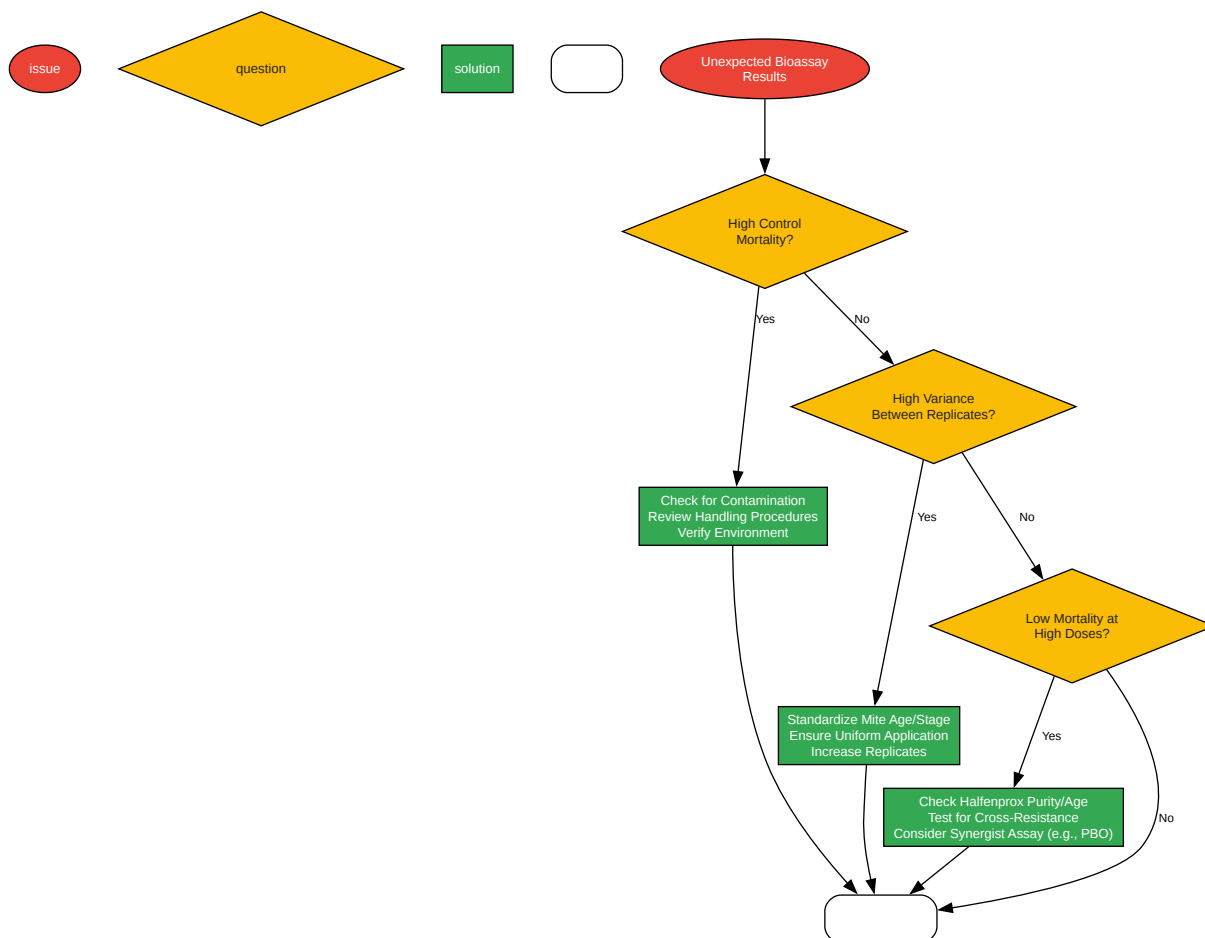 issue
question
solution
Unexpected Bioassay
Results
High Control
Mortality?
Yes
No
High Variance
Between Replicates?
Check for Contamination
Review Handling Procedures
Verify Environment
Yes
No
Low Mortality at
High Doses?
Standardize Mite Age/Stage
Ensure Uniform Application
Increase Replicates
Yes
Check Halfenprox Purity/Age
Test for Cross-Resistance
Consider Synergist Assay (e.g., PBO)
No